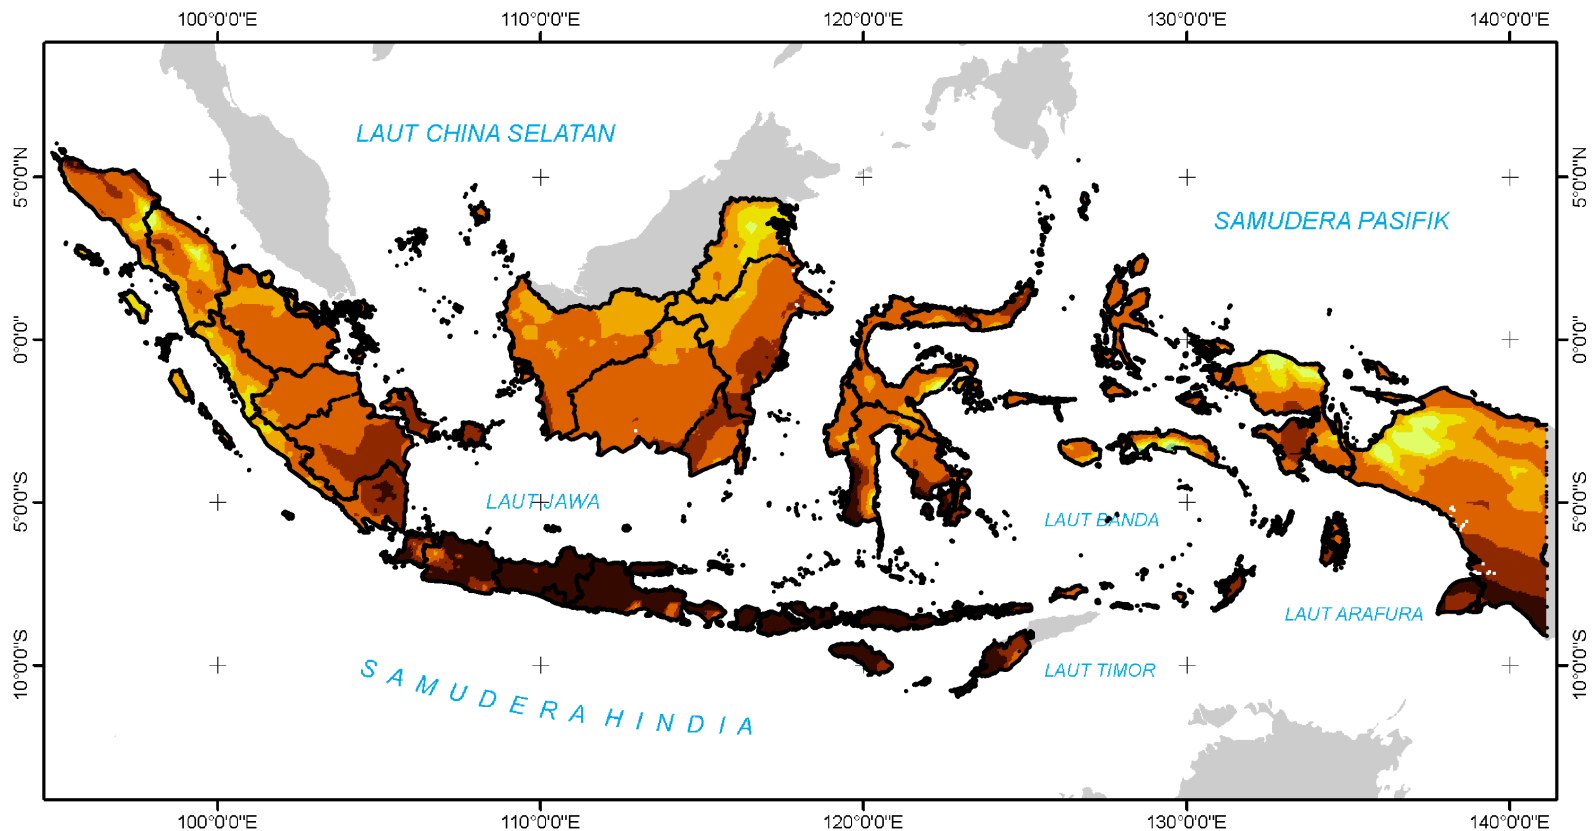 100°0'0"E 110°0'0"E 120°0'0"E 130°0'0"E 140°0'0"E
LAUT CHINA SELATAN
5°0'0"N 5°0'0"N
SAMUDERA PASIFIK
0°0'0" 0°0'0"
LAUT JAWA
5°0'0"S 5°0'0"S
LAUT BANDA
LAUT ARAFURA
10°0'0"S 10°0'0"S
LAUT TIMOR
SAMUDERA HINDIA
100°0'0"E 110°0'0"E 120°0'0"E 130°0'0"E 140°0'0"E